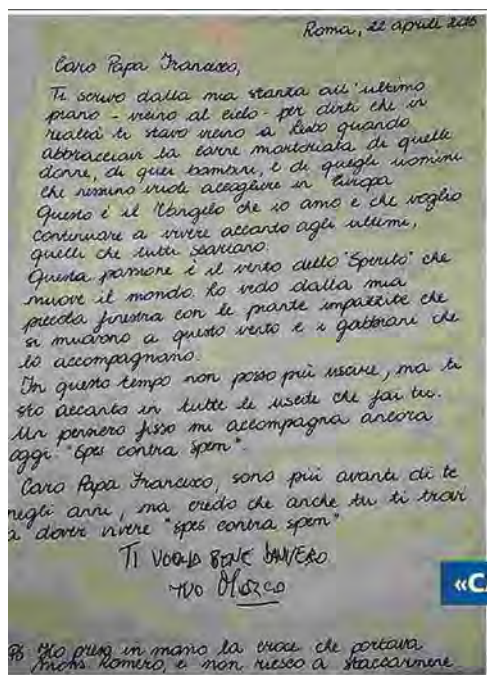 Roma, 22 aprile 2016
Caro Papa Francesco,
Ti scrivo dalla mia stanza all'ultimo
piano - vicino al cielo - per dirti che in
realtà ti stavo vicino a Lesbo quando
abbracciavi la carne martoriata di quelle
donne, di quei bambini, e di quegli uomini
che nessuno vuole accogliere in Europa
Questo è il Vangelo che io amo e che voglio
continuare a vivere accanto agli ultimi,
quelli che tutti scartano.
Questa passione è il vento dello 'Spirito' che
muove il mondo. Lo vedo dalla mia
piccola finestra con le piante impazzite che
si muovono a questo vento e i gabbiani che
lo accompagnano.
In questo tempo non posso più uscire, ma ti
sto accanto in tutte le uscite che fai tu.
Un pensiero fisso mi accompagna ancora
oggi: "Spes contra Spem".
Caro Papa Francesco, sono più avanti di te
negli anni, ma credo che anche tu ti trovi
a dover vivere "spes contra spem"
TI VOGLIO BENE DAVVERO
TUO Marco
«CA
PS Ho preso in mano la croce che portava
mons Romero, e non riesco a staccarmene